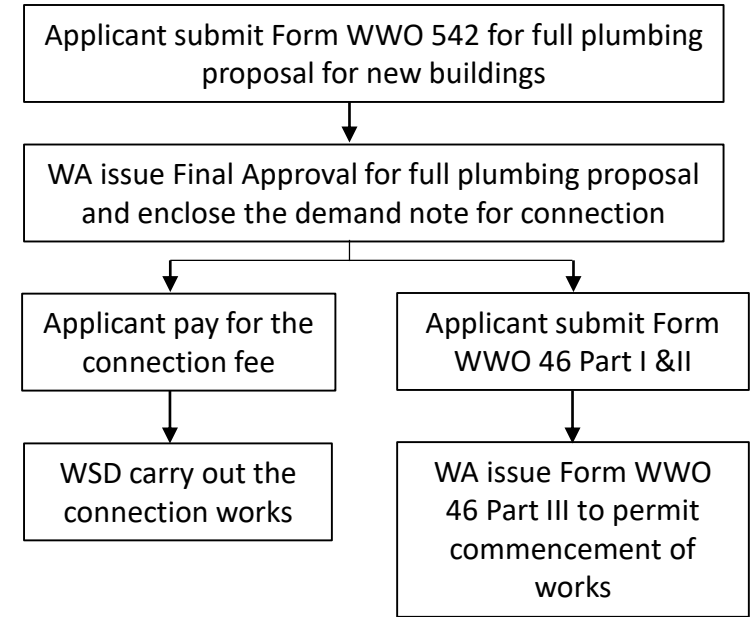 Applicant submit Form WWO 542 for full plumbing
proposal for new buildings
WA issue Final Approval for full plumbing proposal
and enclose the demand note for connection
Applicant pay for the
connection fee
Applicant submit Form
WWO 46 Part I &II
WSD carry out the
connection works
WA issue Form WWO
46 Part III to permit
commencement of
works